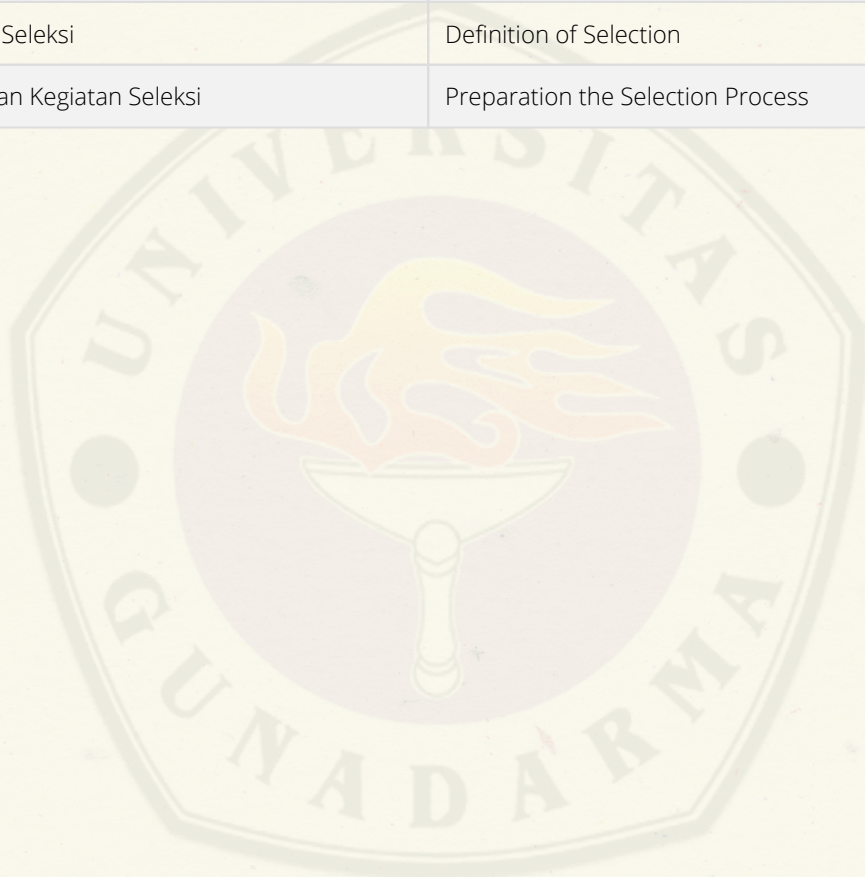 Seleksi
Definition of Selection
an Kegiatan Seleksi
Preparation the Selection Process
UNIVERSITAS
GUNADARMA